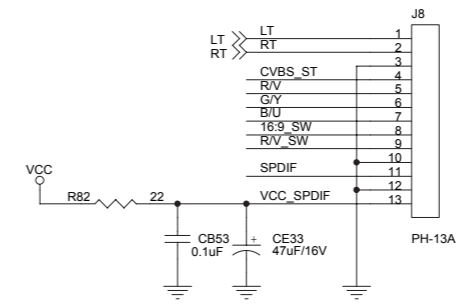 J8
LT LT 1
RT RT 2
3
CVBS_ST 4
R/V 5
G/Y 6
B/U 7
16:9_SW 8
R/V_SW 9
10
SPDIF 11
12
VCC
R82 22 VCC_SPDIF 13
CB53 + CE33 PH-13A
0.1uF 47uF/16V